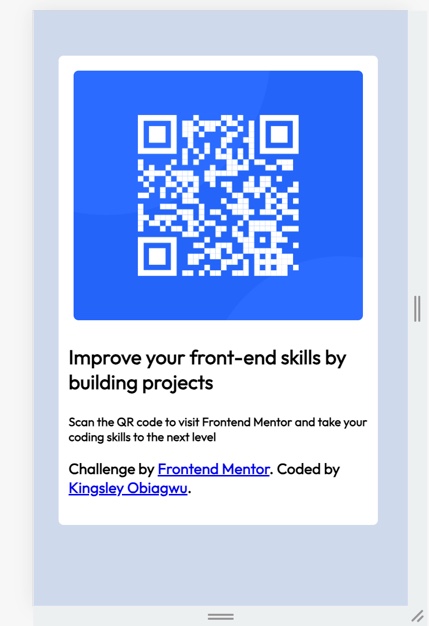 Improve your front-end skills by
building projects
Scan the QR code to visit Frontend Mentor and take your
coding skills to the next level
Challenge by Frontend Mentor. Coded by
Kingsley Obiagwu.